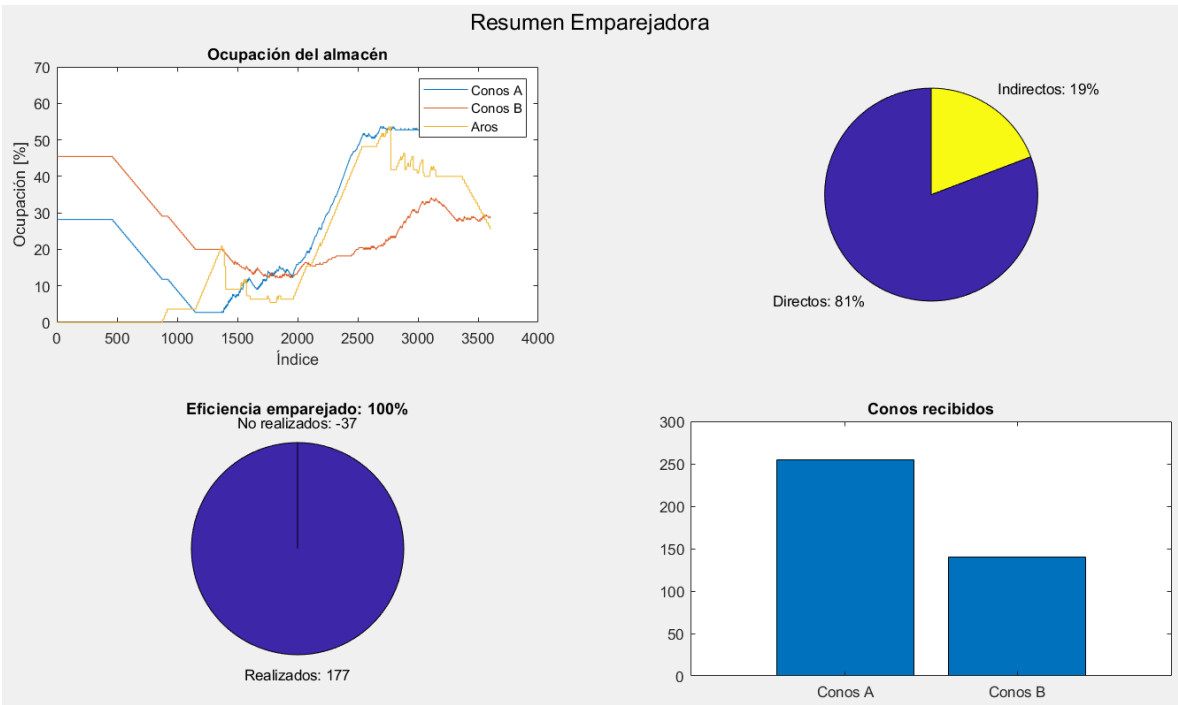 Resumen Emparejadora
Ocupación del almacén
70
60
50
40
30
20
10
0
Ocupación [%]
0 500 1000 1500 2000 2500 3000 3500 4000
Índice
Conos A
Conos B
Aros
Indirectos: 19%
Directos: 81%
Eficiencia emparejado: 100%
No realizados: -37
Realizados: 177
Conos recibidos
300
250
200
150
100
50
0
Conos A Conos B